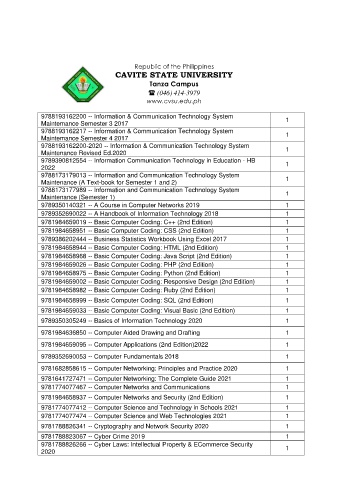 Republic of the Philippines
CAVITE STATE UNIVERSITY
Tanza Campus
☎ (046) 414-3979
www.cvsu.edu.ph
9788193162200 -- Information & Communication Technology System
Maintenance Semester 3 2017
1
9788193162217 -- Information & Communication Technology System
Maintenance Semester 4 2017
1
9788193162200-2020 -- Information & Communication Technology System
Maintenance Revised Ed.2020
1
9789390812554 -- Information Communication Technology in Education - HB
2022
1
9788173179013 -- Information and Communication Technology System
Maintenance (A Text-book for Semester 1 and 2)
1
9788173177989 -- Information and Communication Technology System
Maintenance (Semester 1)
1
9789350140321 -- A Course in Computer Networks 2019 1
9789352690022 -- A Handbook of Information Technology 2018 1
9781984659019 -- Basic Computer Coding: C++ (2nd Edition) 1
9781984658951 -- Basic Computer Coding: CSS (2nd Edition) 1
9789386202444 -- Business Statistics Workbook Using Excel 2017 1
9781984658944 -- Basic Computer Coding: HTML (2nd Edition) 1
9781984658968 -- Basic Computer Coding: Java Script (2nd Edition) 1
9781984659026 -- Basic Computer Coding: PHP (2nd Edition) 1
9781984658975 -- Basic Computer Coding: Python (2nd Edition) 1
9781984659002 -- Basic Computer Coding: Responsive Design (2nd Edition) 1
9781984658982 -- Basic Computer Coding: Ruby (2nd Edition) 1
9781984658999 -- Basic Computer Coding: SQL (2nd Edition) 1
9781984659033 -- Basic Computer Coding: Visual Basic (2nd Edition) 1
9789350305249 -- Basics of Information Technology 2020 1
9781984636850 -- Computer Aided Drawing and Drafting 1
9781984659095 -- Computer Applications (2nd Edition)2022 1
9789352690053 -- Computer Fundamentals 2018 1
9781682858615 -- Computer Networking: Principles and Practice 2020 1
9781641727471 -- Computer Networking: The Complete Guide 2021 1
9781774077467 -- Computer Networks and Communications 1
9781984658937 -- Computer Networks and Security (2nd Edition) 1
9781774077412 -- Computer Science and Technology in Schools 2021 1
9781774077474 -- Computer Science and Web Technologies 2021 1
9781788826341 -- Cryptography and Network Security 2020 1
9781788823067 -- Cyber Crime 2019 1
9781788826266 -- Cyber Laws: Intellectual Property & ECommerce Security
2020
1